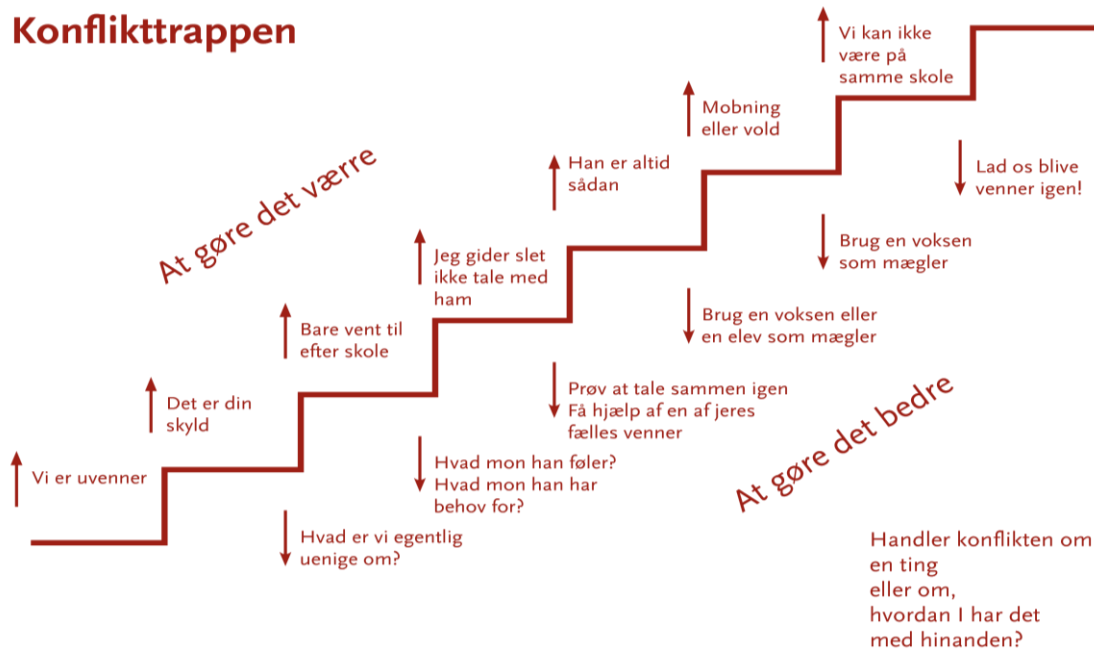 Konflikttrappen
Vi kan ikke
være på
samme skole
Mobning
eller vold
Han er altid
sådan
Lad os blive
venner igen!
At gøre det værre
Jeg gider slet
ikke tale med
ham
Brug en voksen
som mægler
Bare vent til
efter skole
Brug en voksen eller
en elev som mægler
Det er din
skyld
Prøv at tale sammen igen
Få hjælp af en af jeres
fælles venner
At gøre det bedre
Vi er uvenner
Hvad mon han føler?
Hvad mon han har
behov for?
Hvad er vi egentlig
uenige om?
Handler konflikten om
en ting
eller om,
hvordan I har det
med hinanden?